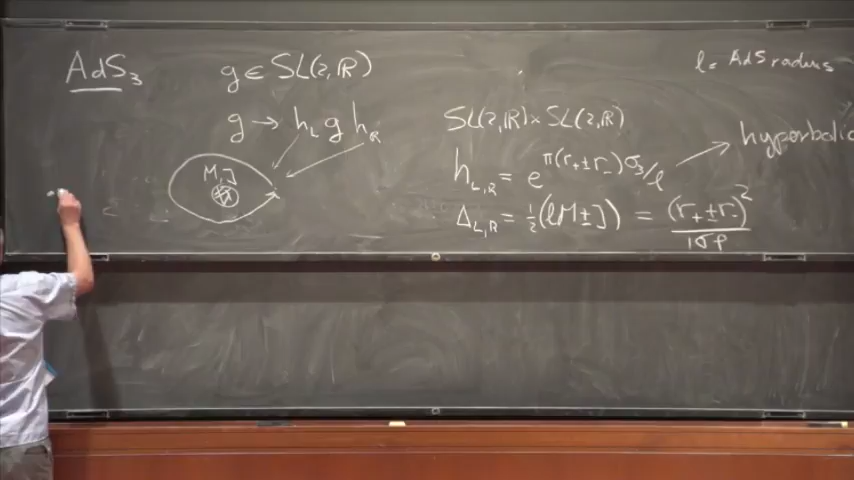 AdS₃
g ∈ SL(2,ℝ)
g → h_L g h_R
M, J
l = AdS radius
SL(2,ℝ) × SL(2,ℝ)
h_{L,R} = e^{π(r₊±r₋)σ₃/l} → hyperbolic
Δ_{L,R} = ½(lM±J) = (r₊±r₋)²/16Gl